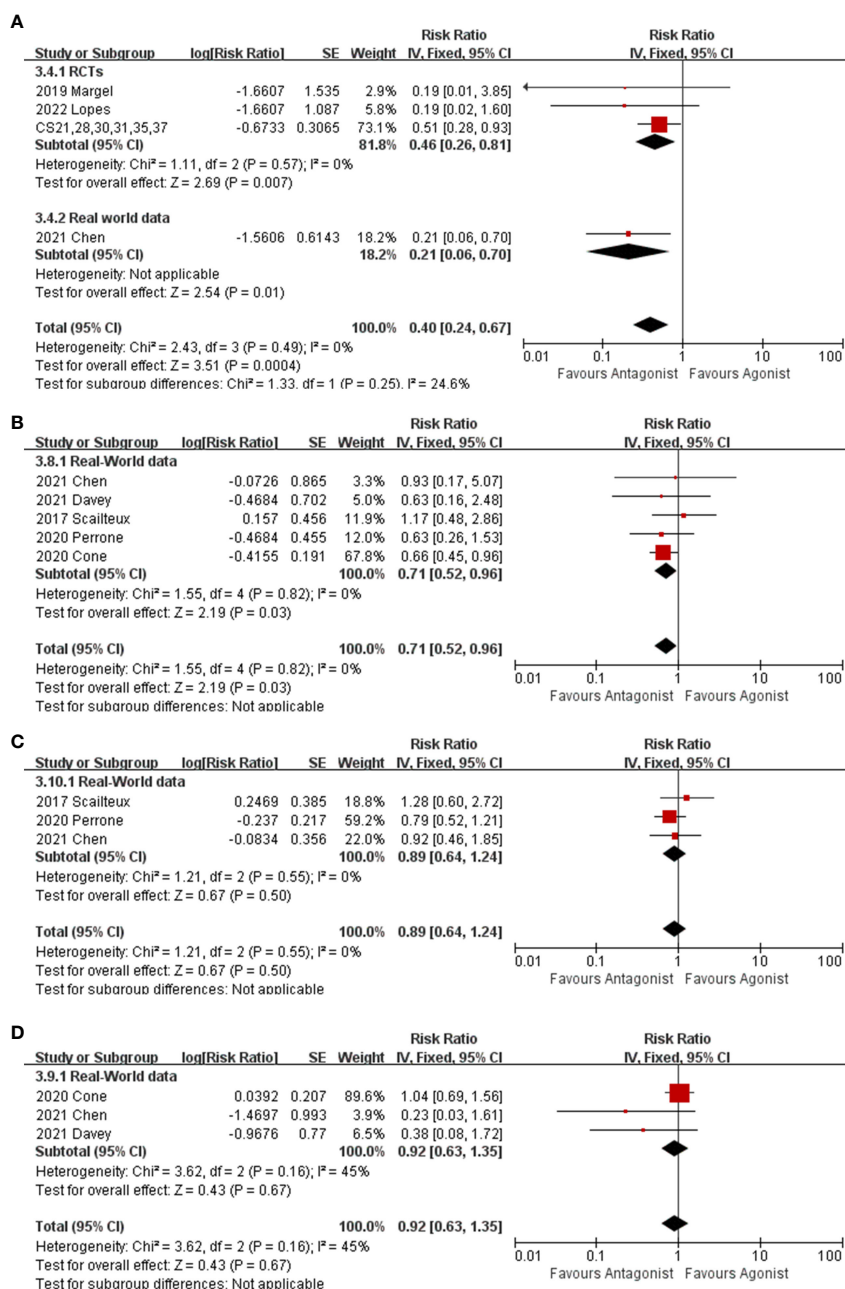 A
Risk Ratio Risk Ratio
Study or Subgroup log[Risk Ratio] SE Weight IV, Fixed, 95% CI IV, Fixed, 95% CI
3.4.1 RCTs
2019 Margel -1.6607 1.535 2.9% 0.19 [0.01, 3.85]
2022 Lopes -1.6607 1.087 5.8% 0.19 [0.02, 1.60]
CS21,28,30,31,35,37 -0.6733 0.3065 73.1% 0.51 [0.28, 0.93]
Subtotal (95% CI) 81.8% 0.46 [0.26, 0.81]
Heterogeneity: Chi² = 1.11, df = 2 (P = 0.57); I² = 0%
Test for overall effect: Z = 2.69 (P = 0.007)
3.4.2 Real world data
2021 Chen -1.5606 0.6143 18.2% 0.21 [0.06, 0.70]
Subtotal (95% CI) 18.2% 0.21 [0.06, 0.70]
Heterogeneity: Not applicable
Test for overall effect: Z = 2.54 (P = 0.01)
Total (95% CI) 100.0% 0.40 [0.24, 0.67]
Heterogeneity: Chi² = 2.43, df = 3 (P = 0.49); I² = 0%
Test for overall effect: Z = 3.51 (P = 0.0004)
Test for subgroup differences: Chi² = 1.33, df = 1 (P = 0.25), I² = 24.6%
0.01 0.1 1 10 100
Favours Antagonist Favours Agonist
B
Risk Ratio Risk Ratio
Study or Subgroup log[Risk Ratio] SE Weight IV, Fixed, 95% CI IV, Fixed, 95% CI
3.8.1 Real-World data
2021 Chen -0.0726 0.865 3.3% 0.93 [0.17, 5.07]
2021 Davey -0.4684 0.702 5.0% 0.63 [0.16, 2.48]
2017 Scailteux 0.157 0.456 11.9% 1.17 [0.48, 2.86]
2020 Perrone -0.4684 0.455 12.0% 0.63 [0.26, 1.53]
2020 Cone -0.4155 0.191 67.8% 0.66 [0.45, 0.96]
Subtotal (95% CI) 100.0% 0.71 [0.52, 0.96]
Heterogeneity: Chi² = 1.55, df = 4 (P = 0.82); I² = 0%
Test for overall effect: Z = 2.19 (P = 0.03)
Total (95% CI) 100.0% 0.71 [0.52, 0.96]
Heterogeneity: Chi² = 1.55, df = 4 (P = 0.82); I² = 0%
Test for overall effect: Z = 2.19 (P = 0.03)
Test for subgroup differences: Not applicable
0.01 0.1 1 10 100
Favours Antagonist Favours Agonist
C
Risk Ratio Risk Ratio
Study or Subgroup log[Risk Ratio] SE Weight IV, Fixed, 95% CI IV, Fixed, 95% CI
3.10.1 Real-World data
2017 Scailteux 0.2469 0.385 18.8% 1.28 [0.60, 2.72]
2020 Perrone -0.237 0.217 59.2% 0.79 [0.52, 1.21]
2021 Chen -0.0834 0.356 22.0% 0.92 [0.46, 1.85]
Subtotal (95% CI) 100.0% 0.89 [0.64, 1.24]
Heterogeneity: Chi² = 1.21, df = 2 (P = 0.55); I² = 0%
Test for overall effect: Z = 0.67 (P = 0.50)
Total (95% CI) 100.0% 0.89 [0.64, 1.24]
Heterogeneity: Chi² = 1.21, df = 2 (P = 0.55); I² = 0%
Test for overall effect: Z = 0.67 (P = 0.50)
Test for subgroup differences: Not applicable
0.01 0.1 1 10 100
Favours Antagonist Favours Agonist
D
Risk Ratio Risk Ratio
Study or Subgroup log[Risk Ratio] SE Weight IV, Fixed, 95% CI IV, Fixed, 95% CI
3.9.1 Real-World data
2020 Cone 0.0392 0.207 89.6% 1.04 [0.69, 1.56]
2021 Chen -1.4697 0.993 3.9% 0.23 [0.03, 1.61]
2021 Davey -0.9676 0.77 6.5% 0.38 [0.08, 1.72]
Subtotal (95% CI) 100.0% 0.92 [0.63, 1.35]
Heterogeneity: Chi² = 3.62, df = 2 (P = 0.16); I² = 45%
Test for overall effect: Z = 0.43 (P = 0.67)
Total (95% CI) 100.0% 0.92 [0.63, 1.35]
Heterogeneity: Chi² = 3.62, df = 2 (P = 0.16); I² = 45%
Test for overall effect: Z = 0.43 (P = 0.67)
Test for subgroup differences: Not applicable
0.01 0.1 1 10 100
Favours Antagonist Favours Agonist